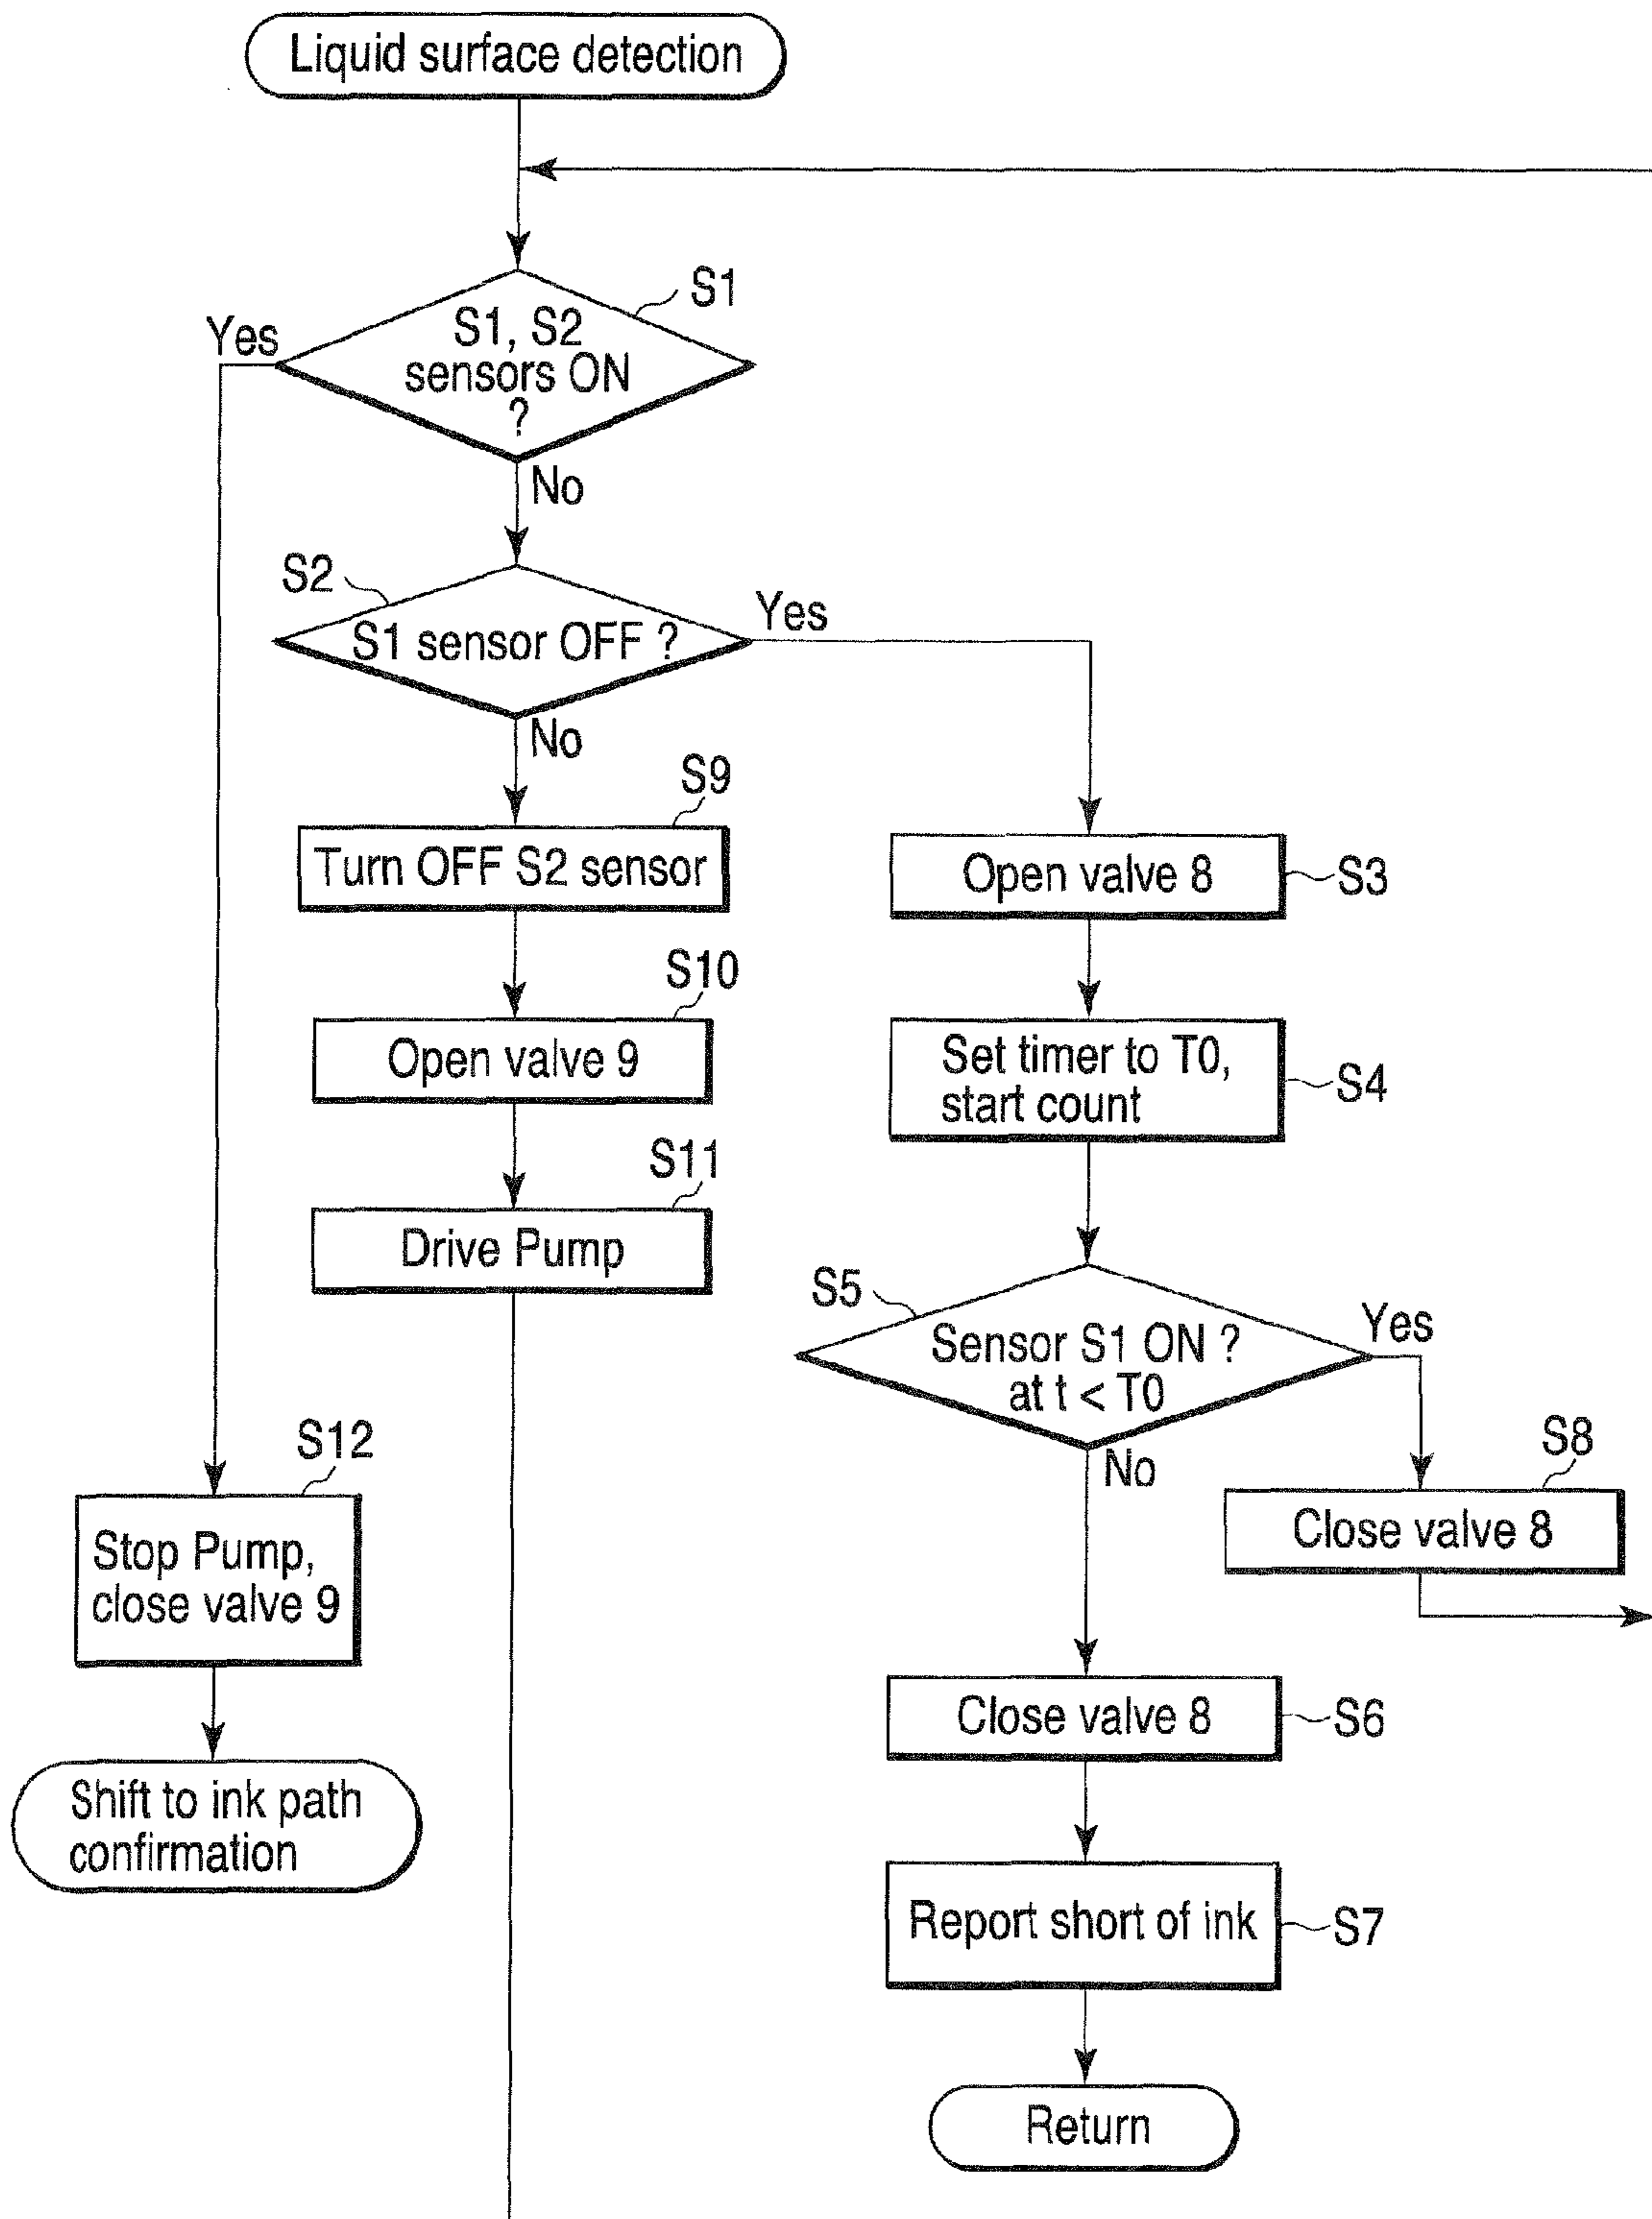 Liquid surface detection
S1
Yes
S1, S2
sensors ON
?
No
S2
Yes
S1 sensor OFF ?
No
S9
Turn OFF S2 sensor
Open valve 8
S3
S10
Open valve 9
Set timer to T0,
start count
S4
S11
Drive Pump
S5
Yes
Sensor S1 ON ?
at t < T0
No
S12
S8
Stop Pump,
close valve 9
Close valve 8
Close valve 8
S6
Shift to ink path
confirmation
Report short of ink
S7
Return